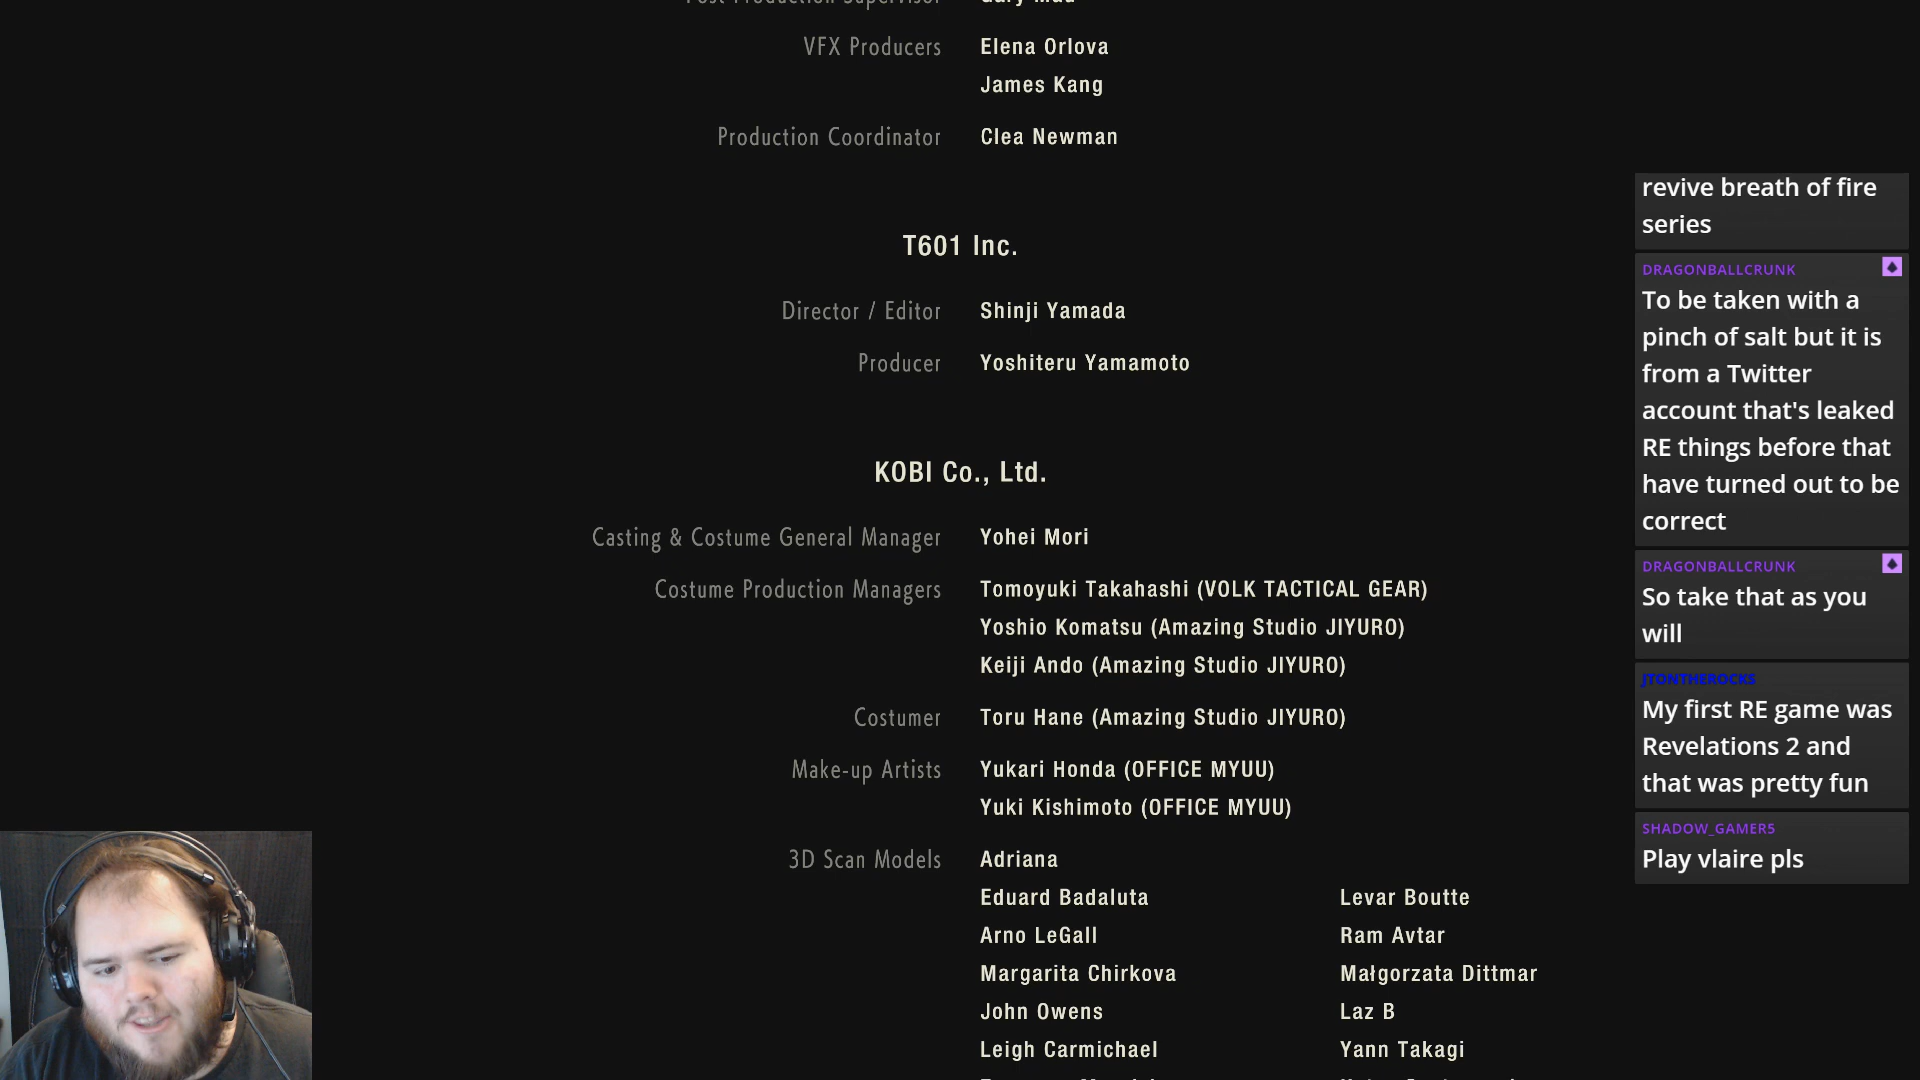 VFX Producers Elena Orlova
James Kang
Production Coordinator Clea Newman
T601 Inc.
Director / Editor Shinji Yamada
Producer Yoshiteru Yamamoto
KOBI Co., Ltd.
Casting & Costume General Manager Yohei Mori
Costume Production Managers Tomoyuki Takahashi (VOLK TACTICAL GEAR)
Yoshio Komatsu (Amazing Studio JIYURO)
Keiji Ando (Amazing Studio JIYURO)
Costumer Toru Hane (Amazing Studio JIYURO)
Make-up Artists Yukari Honda (OFFICE MYUU)
Yuki Kishimoto (OFFICE MYUU)
3D Scan Models Adriana
Eduard Badaluta Levar Boutte
Arno LeGall Ram Avtar
Margarita Chirkova Małgorzata Dittmar
John Owens Laz B
Leigh Carmichael Yann Takagi
revive breath of fire
series
DRAGONBALLCRUNK
To be taken with a
pinch of salt but it is
from a Twitter
account that's leaked
RE things before that
have turned out to be
correct
DRAGONBALLCRUNK
So take that as you
will
JTONTHEROCKS
My first RE game was
Revelations 2 and
that was pretty fun
SHADOW_GAMER5
Play vlaire pls